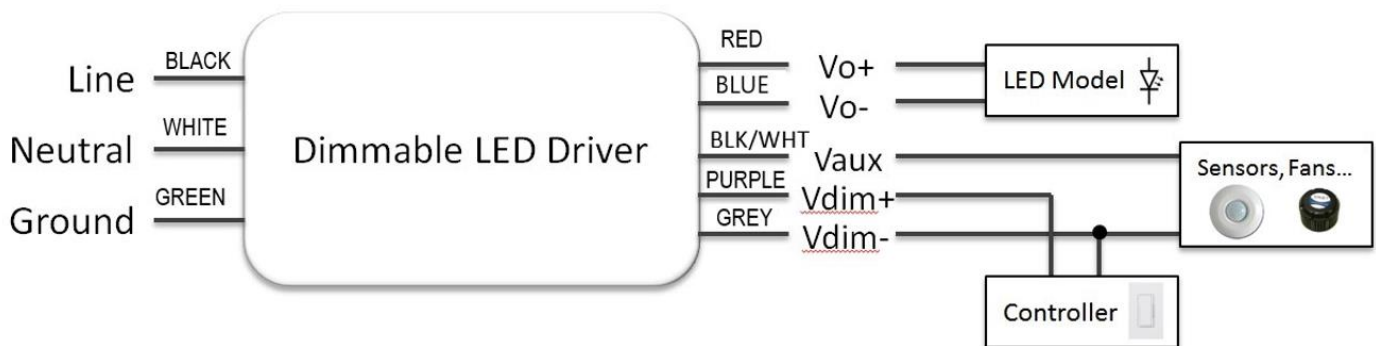 BLACK
Line
WHITE
Neutral
GREEN
Ground
Dimmable LED Driver
RED
Vo+
BLUE
Vo-
BLK/WHT
Vaux
PURPLE
Vdim+
GREY
Vdim-
LED Model
Sensors, Fans...
Controller